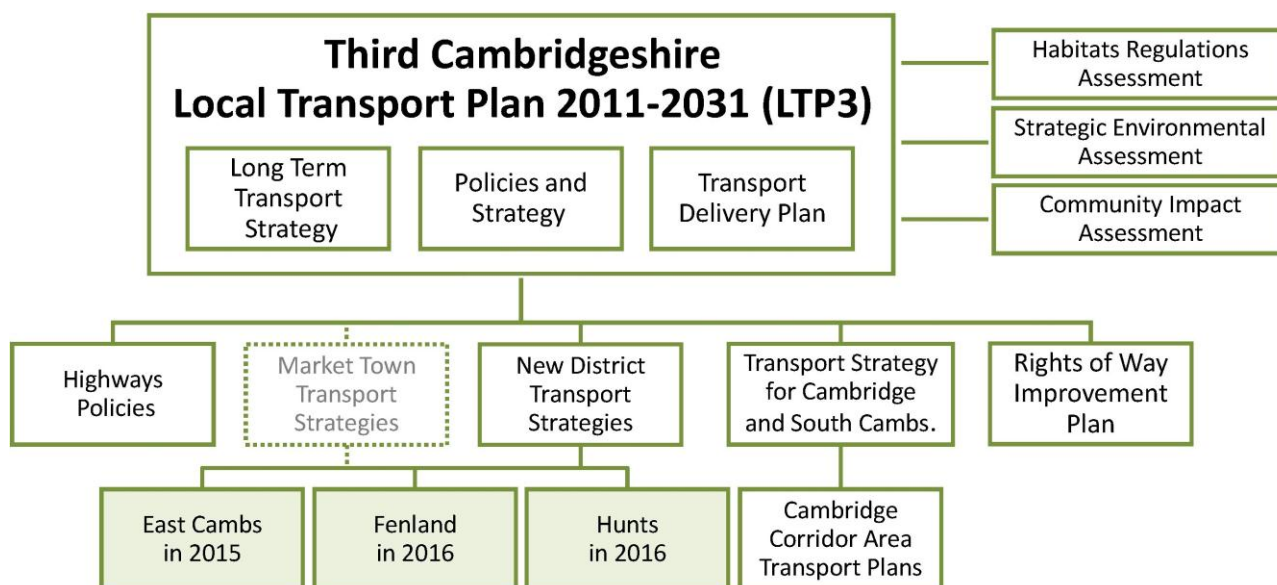 Third Cambridgeshire
Local Transport Plan 2011-2031 (LTP3)
Long Term
Transport
Strategy
Policies and
Strategy
Transport
Delivery Plan
Habitats Regulations
Assessment
Strategic Environmental
Assessment
Community Impact
Assessment
Highways
Policies
Market Town
Transport
Strategies
New District
Transport
Strategies
Transport Strategy
for Cambridge
and South Cambs.
Rights of Way
Improvement
Plan
East Cambs
in 2015
Fenland
in 2016
Hunts
in 2016
Cambridge
Corridor Area
Transport Plans